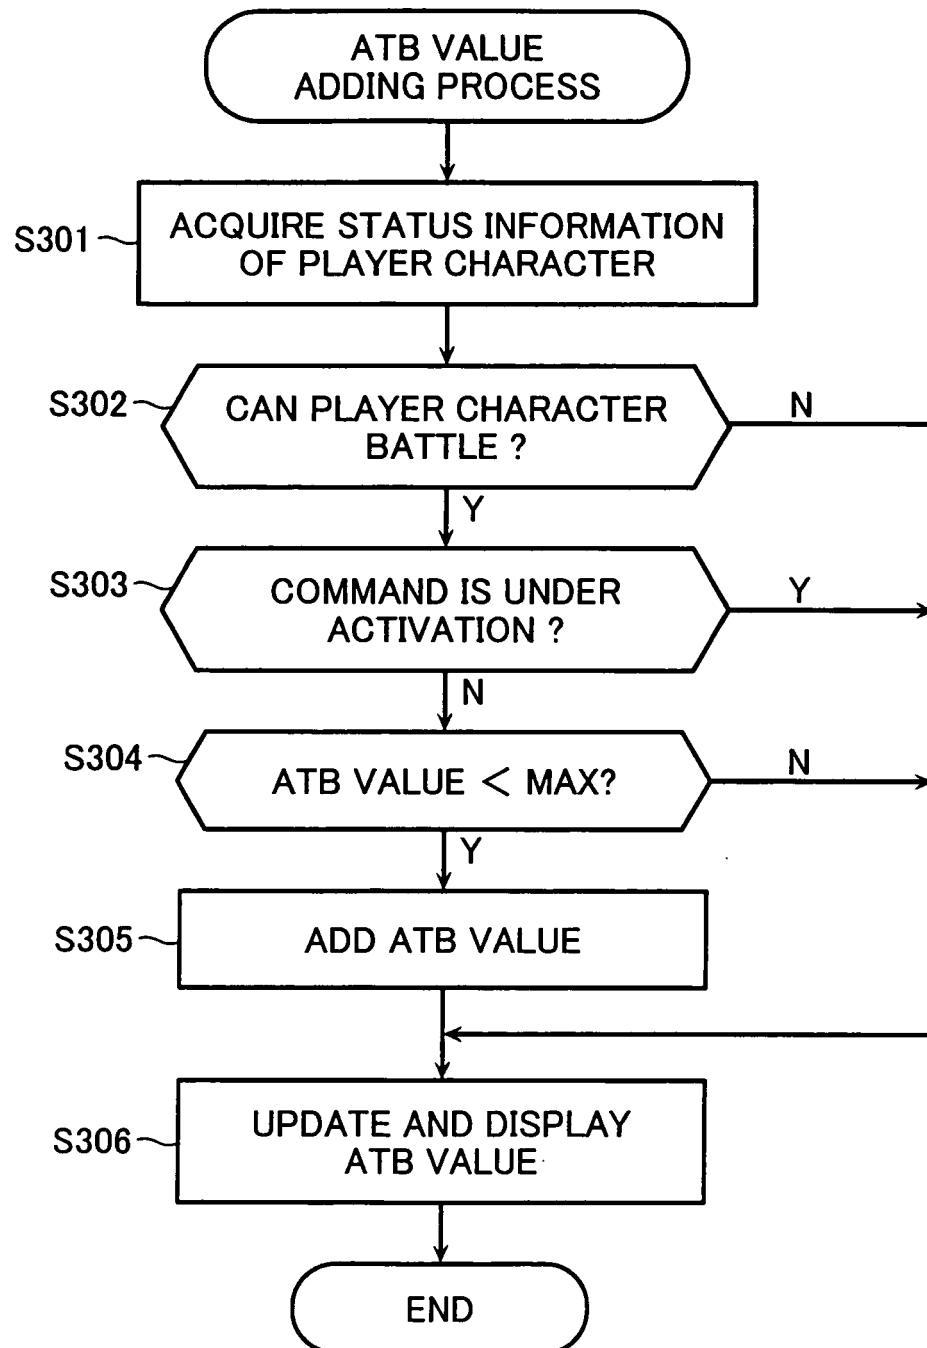 ATB VALUE
ADDING PROCESS
S301
ACQUIRE STATUS INFORMATION
OF PLAYER CHARACTER
S302
CAN PLAYER CHARACTER
BATTLE ?
N
Y
S303
COMMAND IS UNDER
ACTIVATION ?
Y
N
S304
ATB VALUE < MAX?
N
Y
S305
ADD ATB VALUE
S306
UPDATE AND DISPLAY
ATB VALUE
END